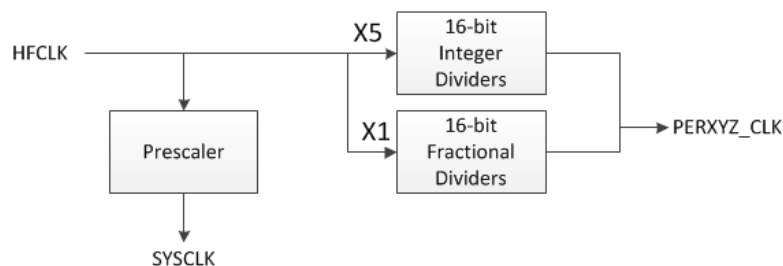 X5
16-bit
Integer
Dividers
HFCLK
X1
16-bit
Fractional
Dividers
PERXYZ_CLK
Prescaler
SYSCLK